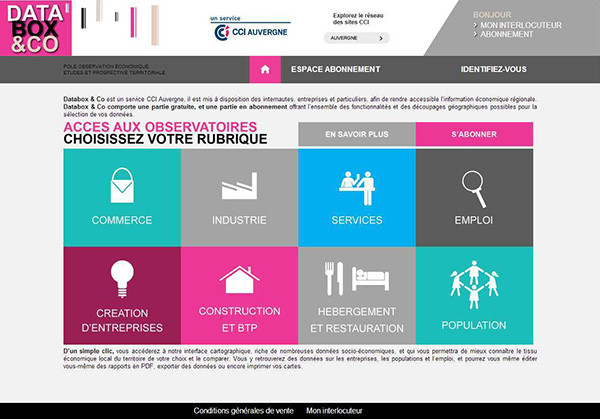 DATA'
BOX
&CO
un service
CCI AUVERGNE
Explorez le réseau
des sites CCI
AUVERGNE
BONJOUR
MON INTERLOCUTEUR
ABONNEMENT
POLE OBSERVATION ECONOMIQUE,
ETUDES ET PROSPECTIVE TERRITORIALE
ESPACE ABONNEMENT
IDENTIFIEZ-VOUS
Databox & Co est un service CCI Auvergne, il est mis à disposition des internautes, entreprises et particuliers, afin de rendre accessible l'information économique régionale.
Databox & Co comporte une partie gratuite, et une partie en abonnement offrant l'ensemble des fonctionnalités et des découpages géographiques possibles pour la
sélection de vos données.
ACCES AUX OBSERVATOIRES
CHOISISSEZ VOTRE RUBRIQUE
EN SAVOIR PLUS
S'ABONNER
COMMERCE
INDUSTRIE
SERVICES
EMPLOI
CREATION
D'ENTREPRISES
CONSTRUCTION
ET BTP
HEBERGEMENT
ET RESTAURATION
POPULATION
D'un simple clic, vous accéderez à notre interface cartographique, riche de nombreuses données socio-économiques, et qui vous permettra de mieux connaître le tissu
économique local du territoire de votre choix et le comparer. Vous y retrouverez des données sur les entreprises, les populations et l'emploi, et pourrez vous même éditer
vous-même des rapports en PDF, exporter des données ou encore imprimer vos cartes.
Conditions générales de vente
Mon interlocuteur